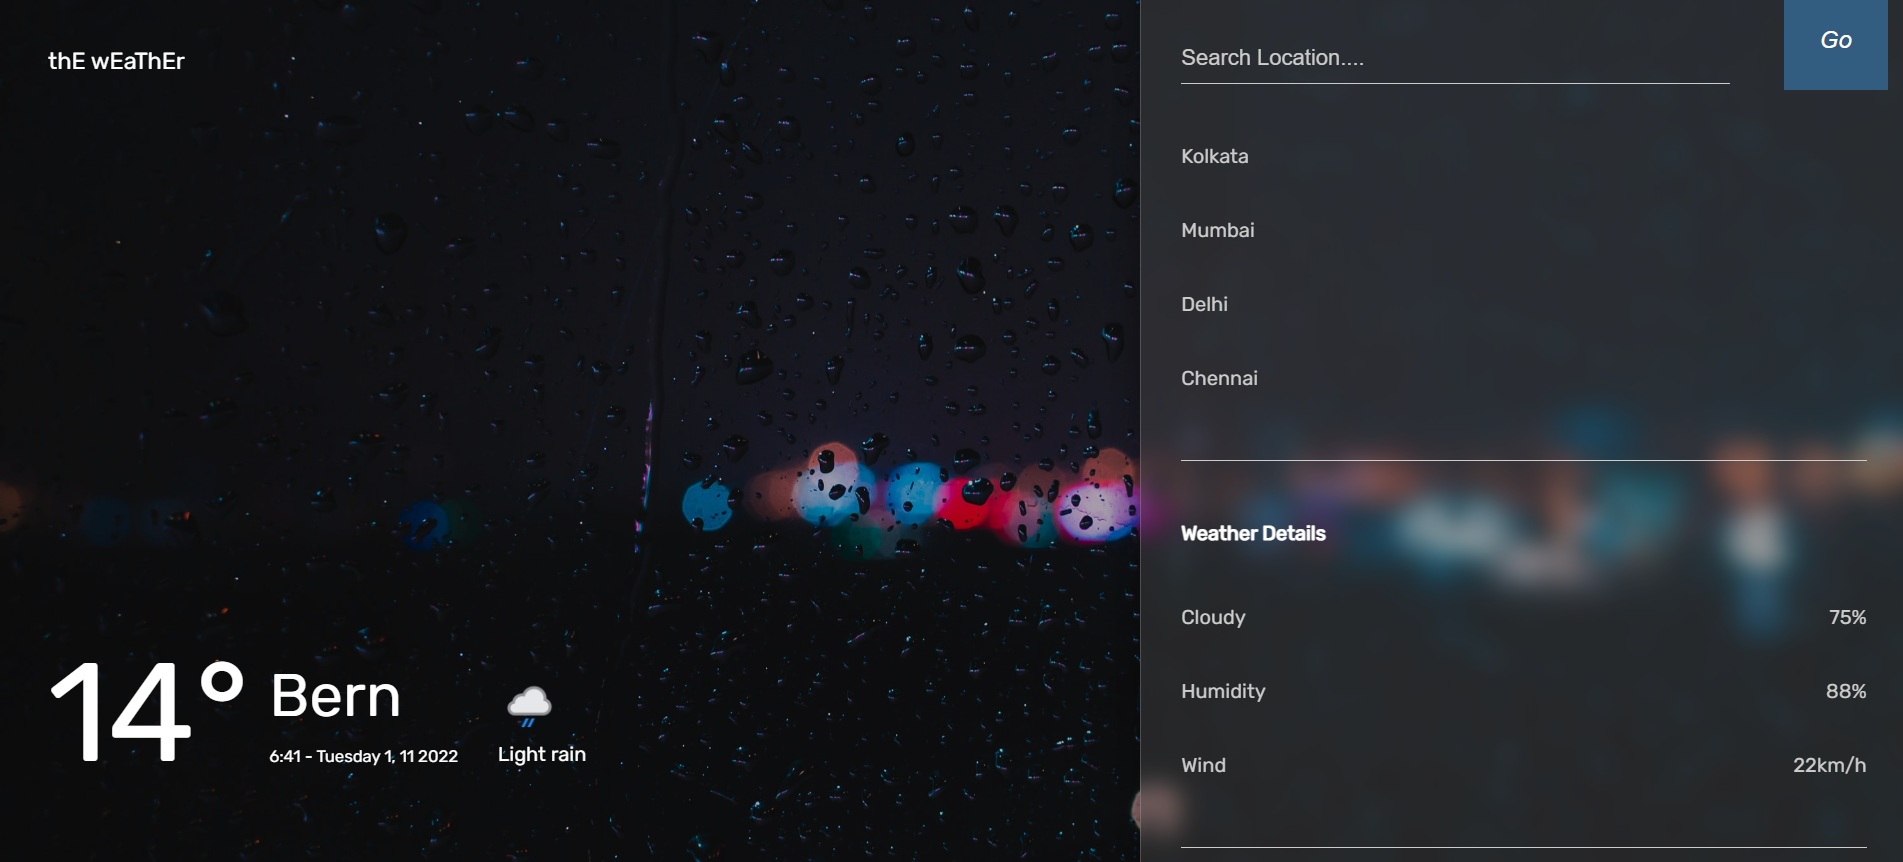 thE wEaThEr
14°
Bern
6:41 - Tuesday 1, 11 2022
Light rain
Search Location....
Go
Kolkata
Mumbai
Delhi
Chennai
Weather Details
Cloudy 75%
Humidity 88%
Wind 22km/h